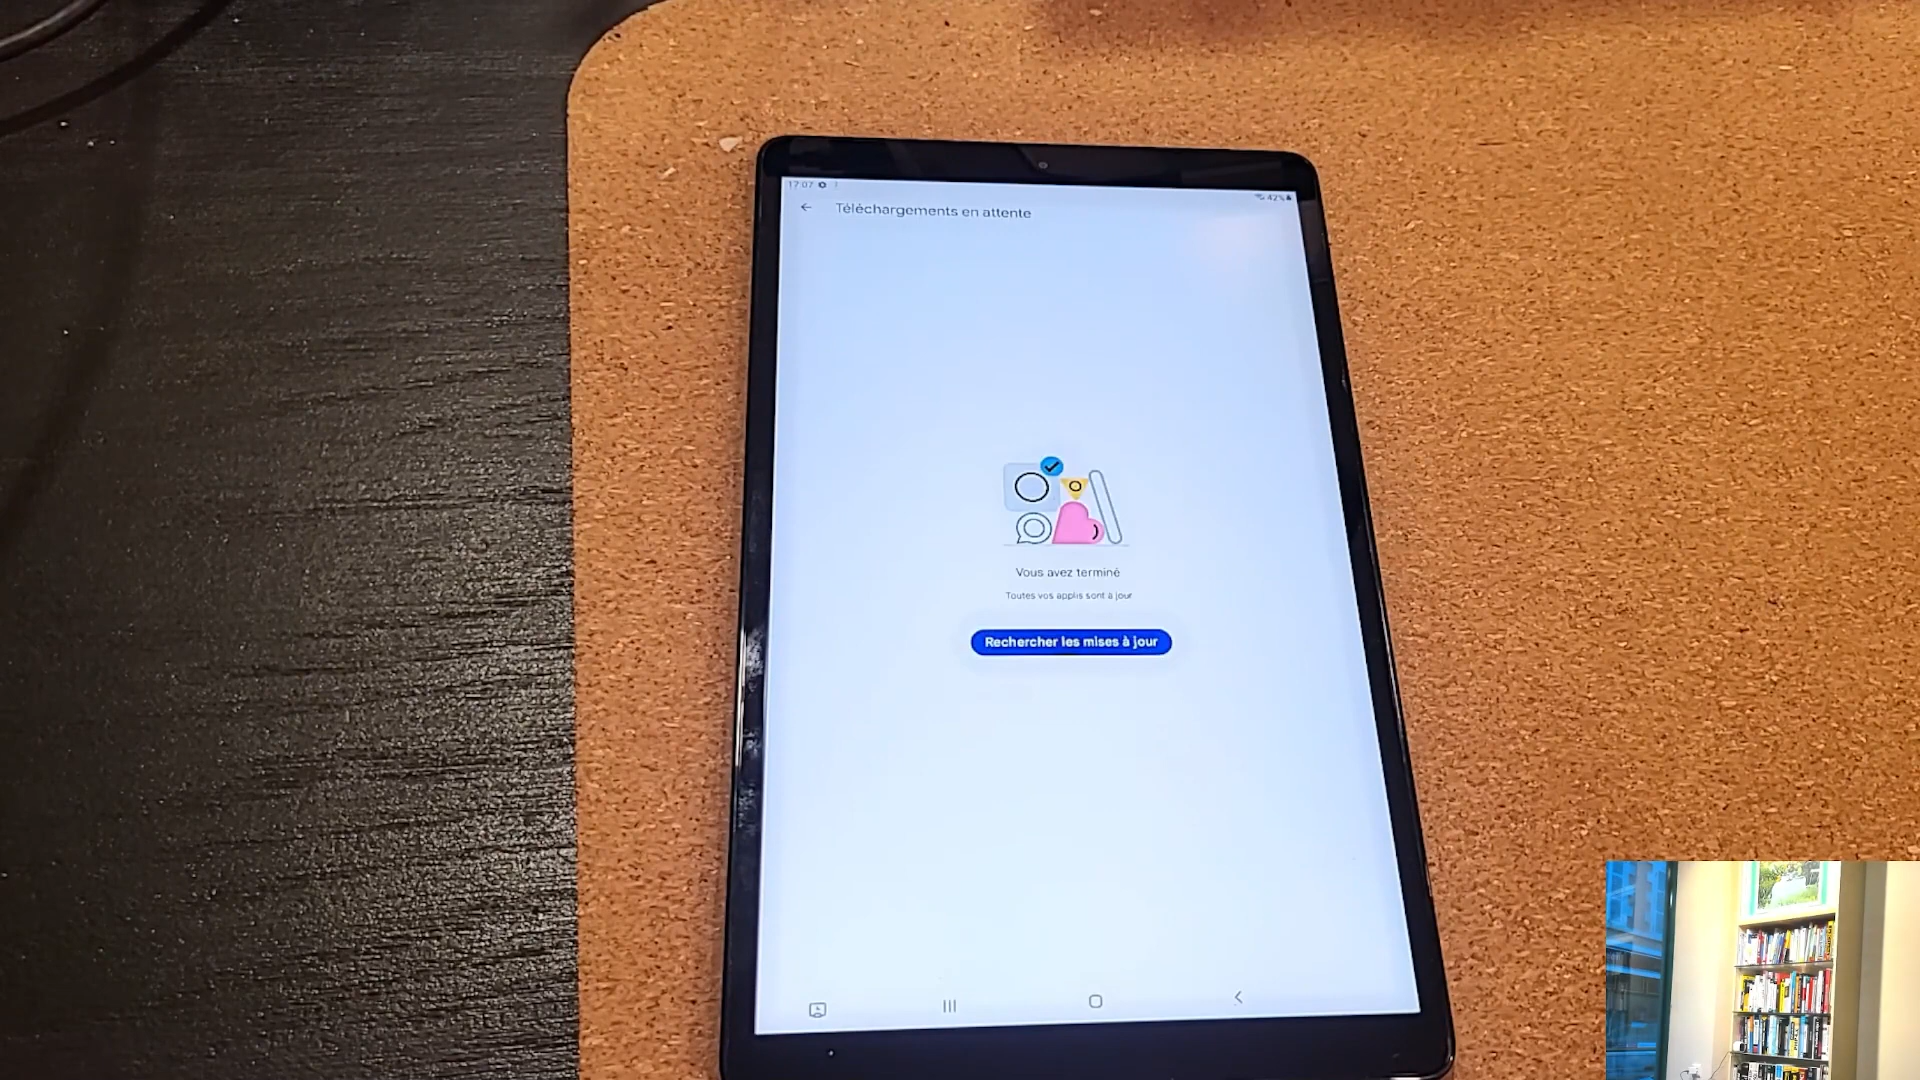 17:07
42%
Téléchargements en attente
Vous avez terminé
Toutes vos applis sont à jour
Rechercher les mises à jour